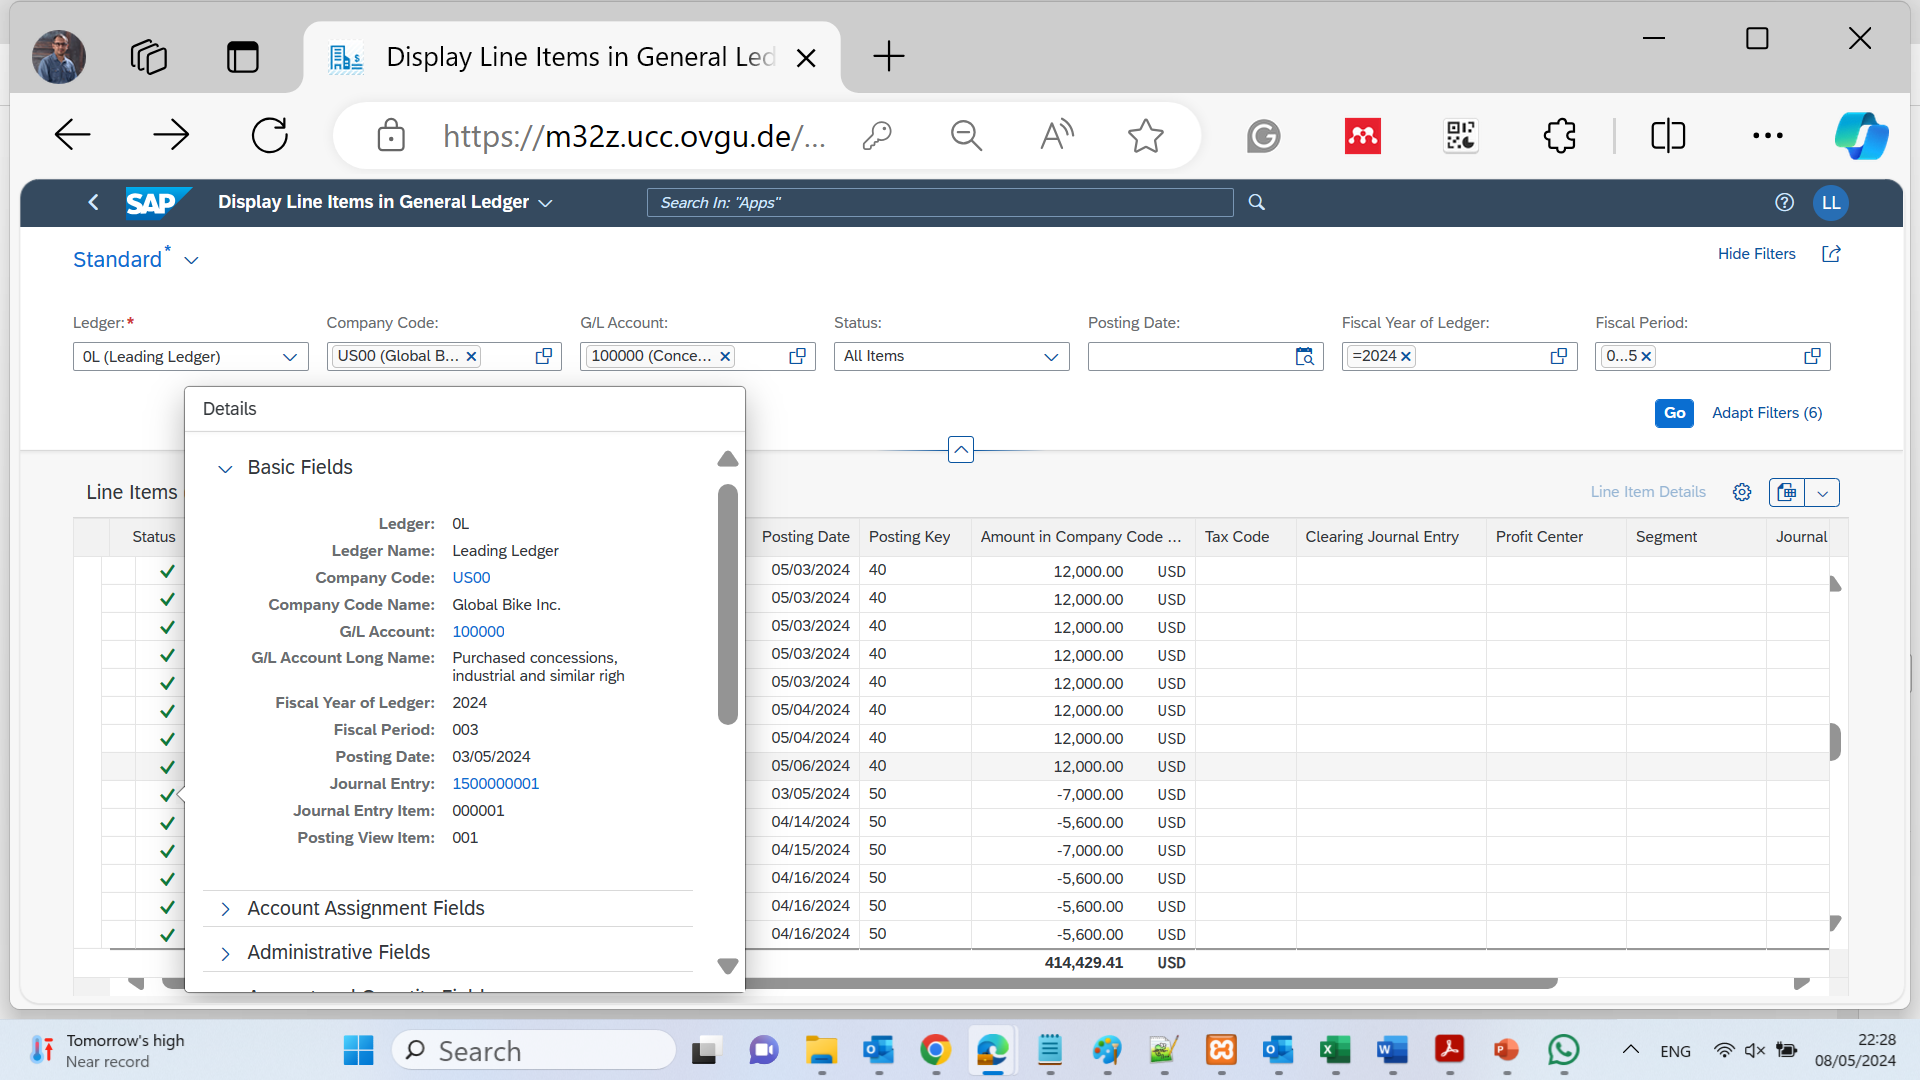 Display Line Items in General Led
https://m32z.ucc.ovgu.de/...
SAP
Display Line Items in General Ledger
Search In: "Apps"
LL
Standard*
Hide Filters
Ledger:*
Company Code:
G/L Account:
Status:
Posting Date:
Fiscal Year of Ledger:
Fiscal Period:
0L (Leading Ledger)
US00 (Global B...
100000 (Conce...
All Items
=2024
0...5
Go
Adapt Filters (6)
Details
Basic Fields
Ledger: 0L
Ledger Name: Leading Ledger
Company Code: US00
Company Code Name: Global Bike Inc.
G/L Account: 100000
G/L Account Long Name: Purchased concessions,
industrial and similar righ
Fiscal Year of Ledger: 2024
Fiscal Period: 003
Posting Date: 03/05/2024
Journal Entry: 1500000001
Journal Entry Item: 000001
Posting View Item: 001
Account Assignment Fields
Administrative Fields
Line Items
Line Item Details
Status Posting Date Posting Key Amount in Company Code ... Tax Code Clearing Journal Entry Profit Center Segment Journal
05/03/2024 40 12,000.00 USD
05/03/2024 40 12,000.00 USD
05/03/2024 40 12,000.00 USD
05/03/2024 40 12,000.00 USD
05/03/2024 40 12,000.00 USD
05/04/2024 40 12,000.00 USD
05/04/2024 40 12,000.00 USD
05/06/2024 40 12,000.00 USD
03/05/2024 50 -7,000.00 USD
04/14/2024 50 -5,600.00 USD
04/15/2024 50 -7,000.00 USD
04/16/2024 50 -5,600.00 USD
04/16/2024 50 -5,600.00 USD
04/16/2024 50 -5,600.00 USD
414,429.41 USD
Tomorrow's high
Near record
Search
ENG
22:28
08/05/2024